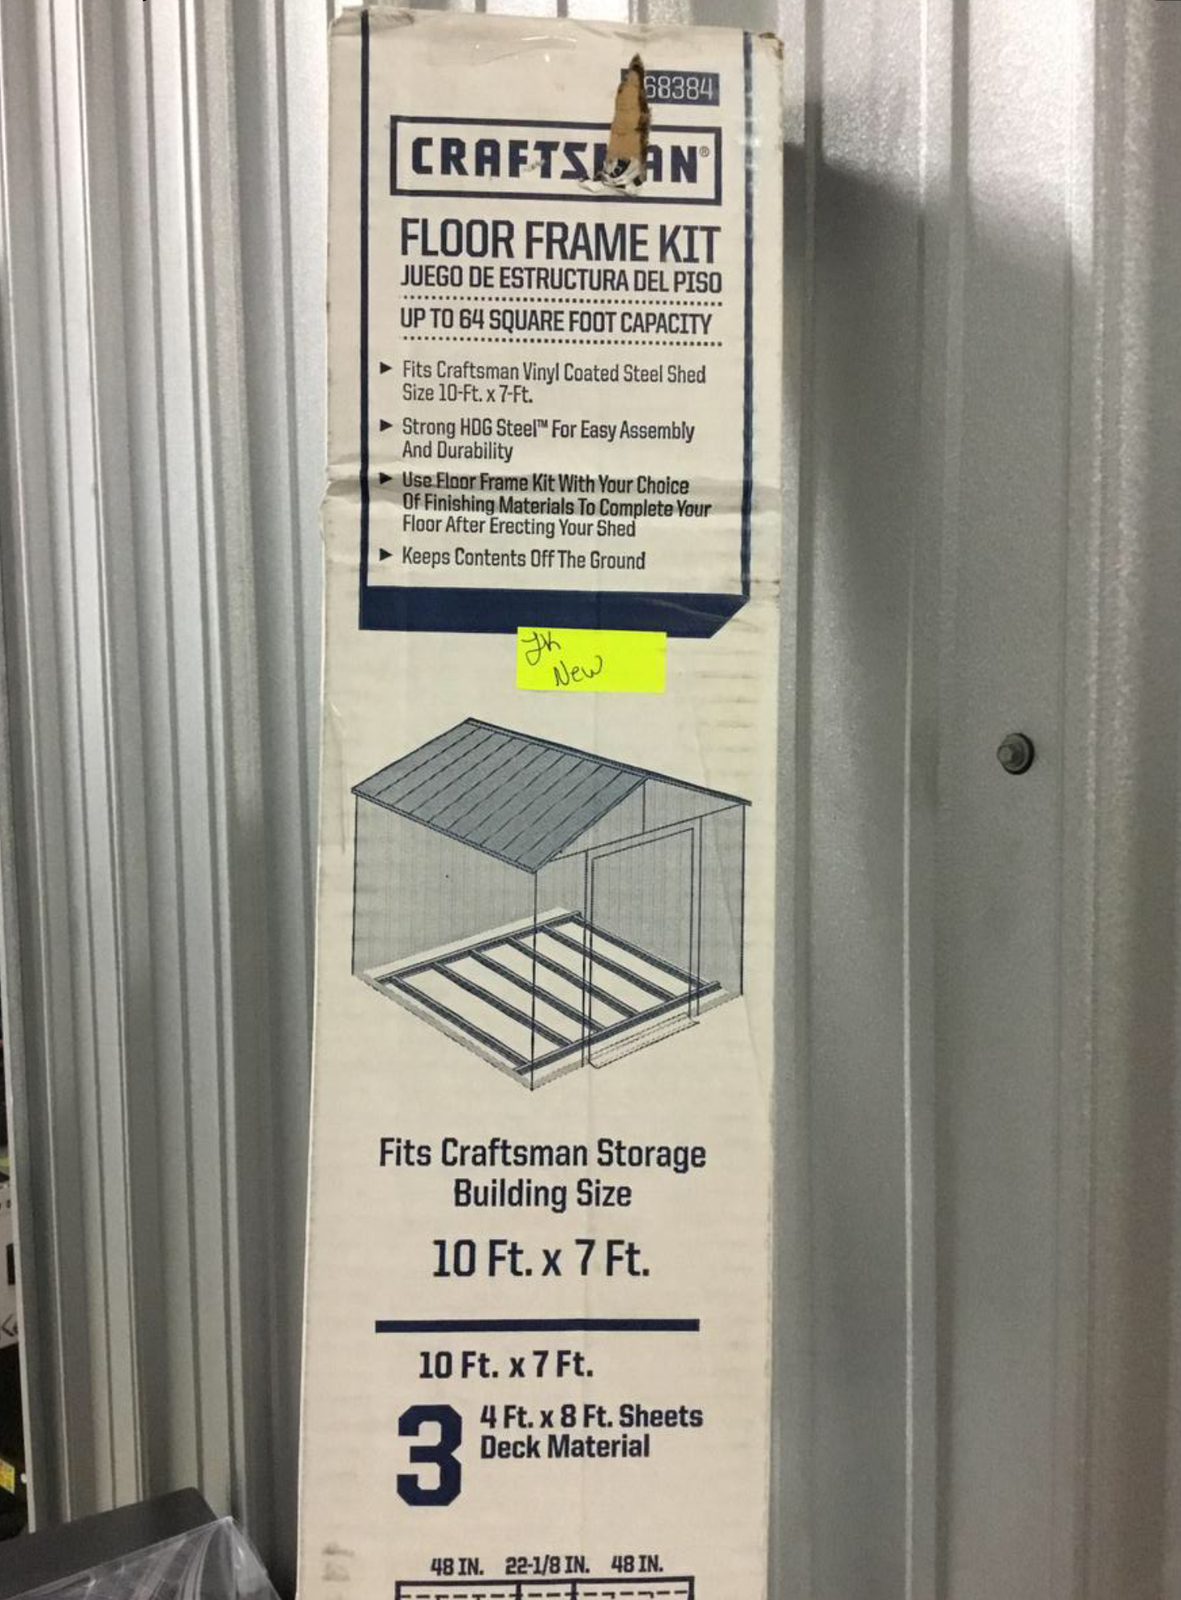 68384
CRAFTSMAN®
FLOOR FRAME KIT
JUEGO DE ESTRUCTURA DEL PISO
UP TO 64 SQUARE FOOT CAPACITY
▶ Fits Craftsman Vinyl Coated Steel Shed
Size 10-Ft. x 7-Ft.
▶ Strong HDG Steel™ For Easy Assembly
And Durability
▶ Use Floor Frame Kit With Your Choice
Of Finishing Materials To Complete Your
Floor After Erecting Your Shed
▶ Keeps Contents Off The Ground
New
Fits Craftsman Storage
Building Size
10 Ft. x 7 Ft.
10 Ft. x 7 Ft.
3
4 Ft. x 8 Ft. Sheets
Deck Material
48 IN. 22-1/8 IN. 48 IN.